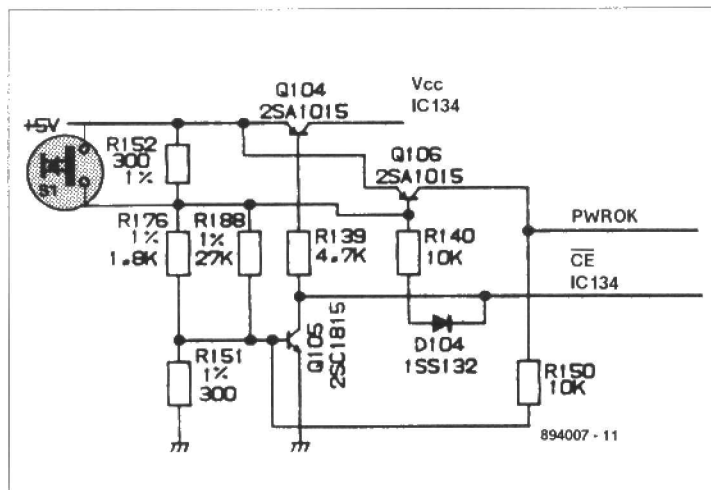 Q104
2SA1015
Vcc
IC134
+5V
S1
R152
300
1%
Q106
2SA1015
R176
1%
1.8K
R188
1%
27K
R139
4.7K
R140
10K
PWROK
CE
IC134
Q105
2SC1815
D104
1SS132
R151
1%
300
R150
10K
894007 - 11